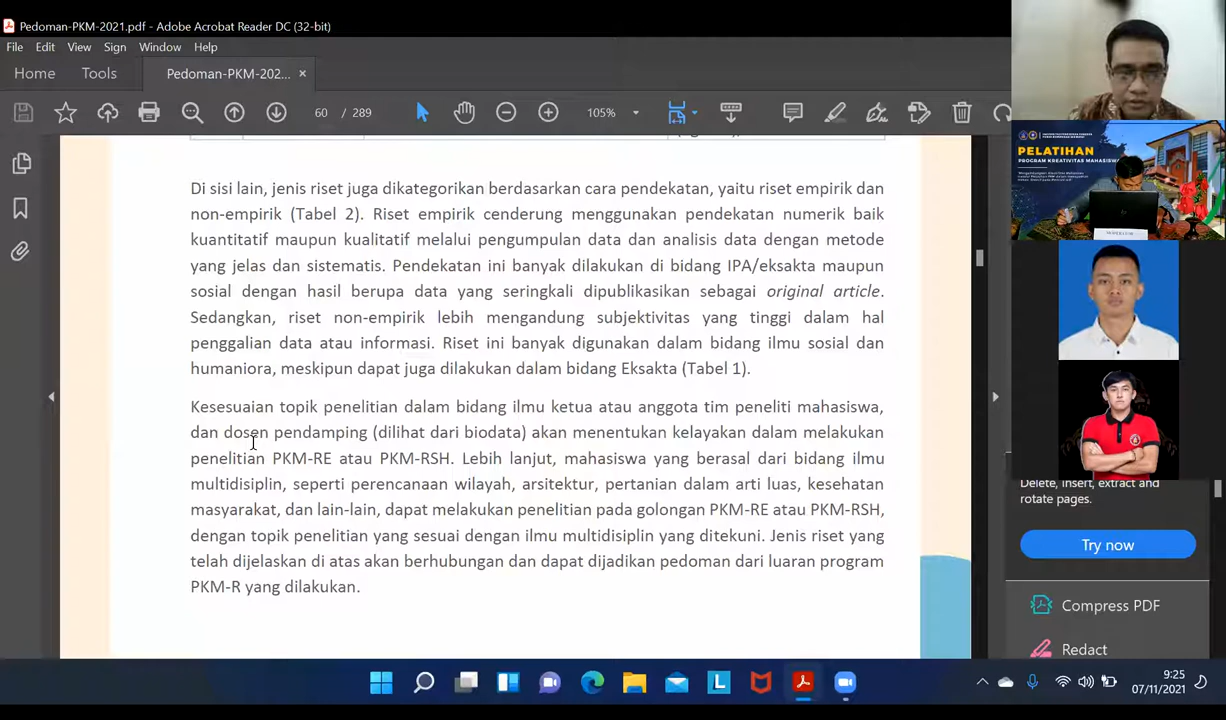 Pedoman-PKM-2021.pdf - Adobe Acrobat Reader DC (32-bit)
File Edit View Sign Window Help
Home Tools Pedoman-PKM-202... ×
60 / 289 105%
PELATIHAN
PROGRAM KREATIVITAS MAHASISWA
Di sisi lain, jenis riset juga dikategorikan berdasarkan cara pendekatan, yaitu riset empirik dan
non-empirik (Tabel 2). Riset empirik cenderung menggunakan pendekatan numerik baik
kuantitatif maupun kualitatif melalui pengumpulan data dan analisis data dengan metode
yang jelas dan sistematis. Pendekatan ini banyak dilakukan di bidang IPA/eksakta maupun
sosial dengan hasil berupa data yang seringkali dipublikasikan sebagai original article.
Sedangkan, riset non-empirik lebih mengandung subjektivitas yang tinggi dalam hal
penggalian data atau informasi. Riset ini banyak digunakan dalam bidang ilmu sosial dan
humaniora, meskipun dapat juga dilakukan dalam bidang Eksakta (Tabel 1).
Kesesuaian topik penelitian dalam bidang ilmu ketua atau anggota tim peneliti mahasiswa,
dan dosen pendamping (dilihat dari biodata) akan menentukan kelayakan dalam melakukan
penelitian PKM-RE atau PKM-RSH. Lebih lanjut, mahasiswa yang berasal dari bidang ilmu
multidisiplin, seperti perencanaan wilayah, arsitektur, pertanian dalam arti luas, kesehatan
masyarakat, dan lain-lain, dapat melakukan penelitian pada golongan PKM-RE atau PKM-RSH,
dengan topik penelitian yang sesuai dengan ilmu multidisiplin yang ditekuni. Jenis riset yang
telah dijelaskan di atas akan berhubungan dan dapat dijadikan pedoman dari luaran program
PKM-R yang dilakukan.
Delete, insert, extract and
rotate pages.
Try now
Compress PDF
Redact
9:25
07/11/2021